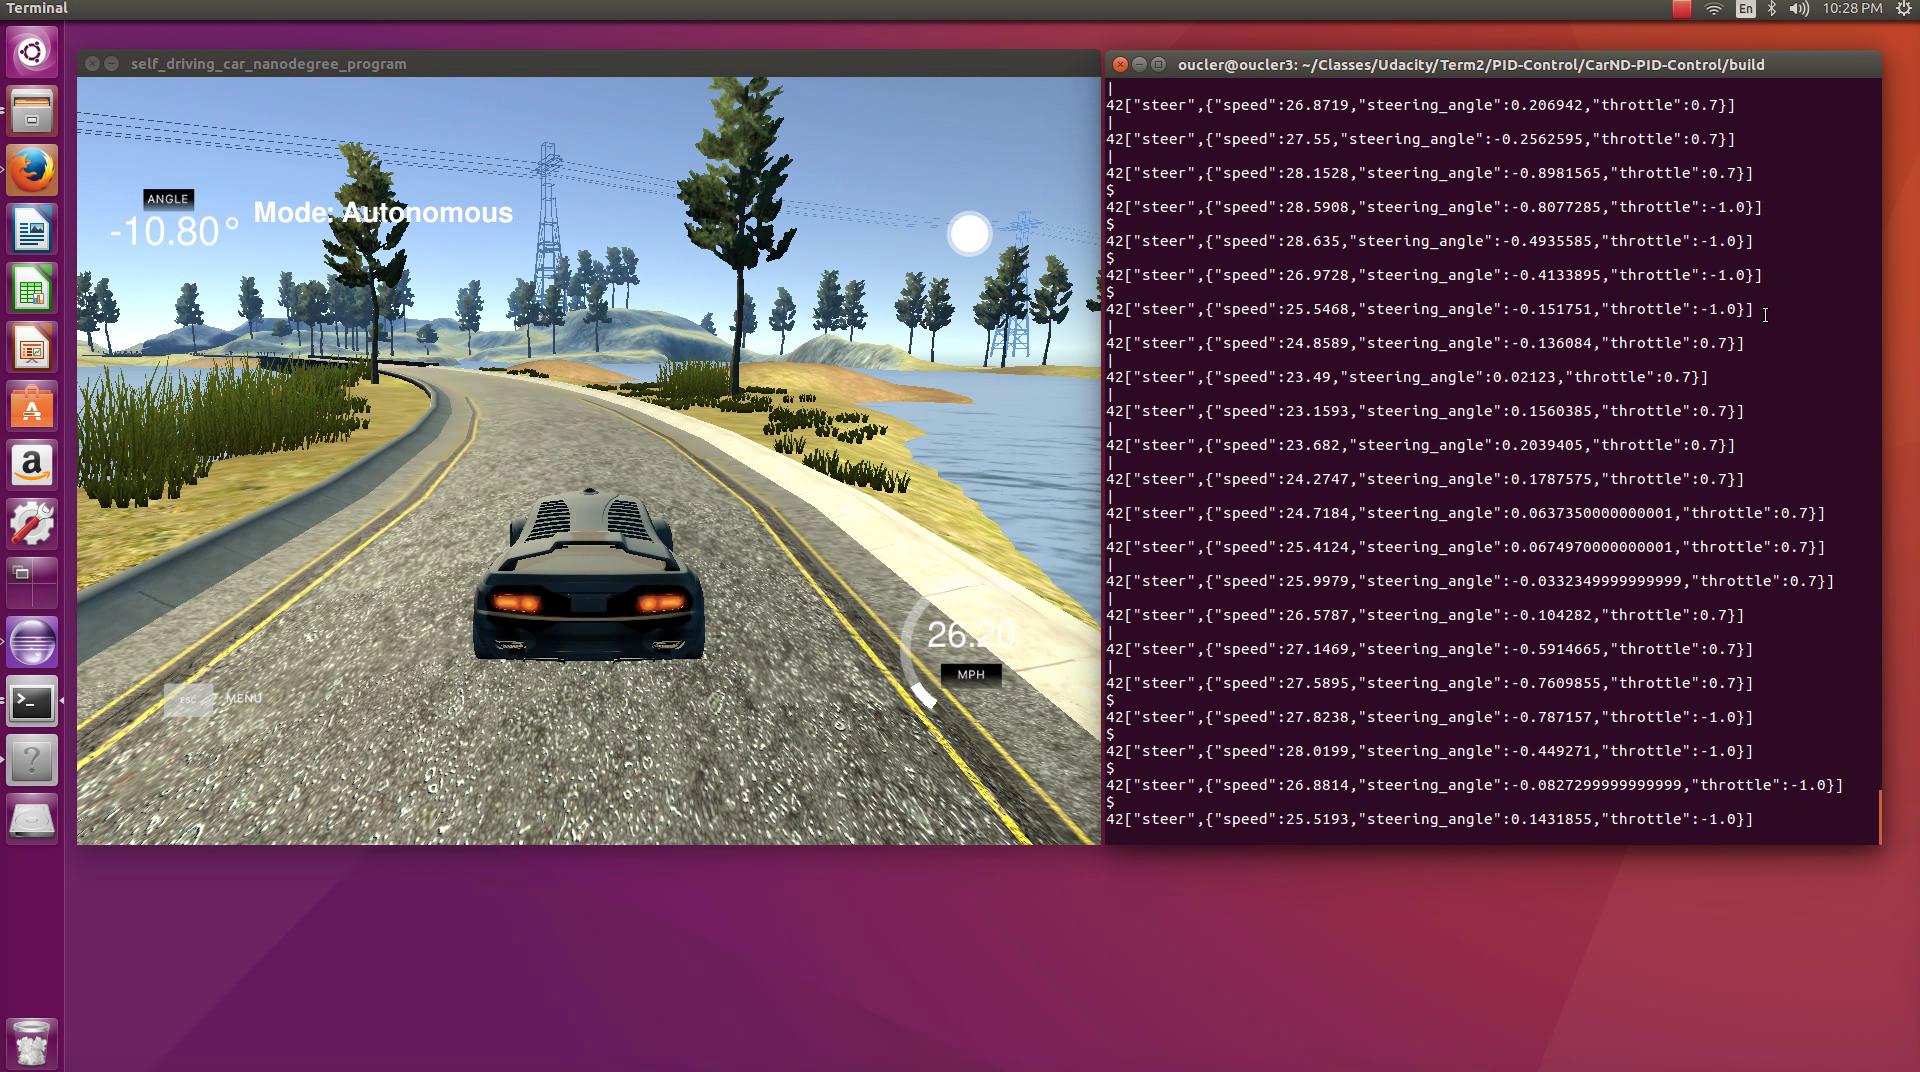 Terminal
En
10:28 PM
self_driving_car_nanodegree_program
ANGLE
-10.80°
Mode: Autonomous
26.20
MPH
ESC
MENU
a
oucler@oucler3: ~/Classes/Udacity/Term2/PID-Control/CarND-PID-Control/build
|
42["steer",{"speed":26.8719,"steering_angle":0.206942,"throttle":0.7}]
|
42["steer",{"speed":27.55,"steering_angle":-0.2562595,"throttle":0.7}]
|
42["steer",{"speed":28.1528,"steering_angle":-0.8981565,"throttle":0.7}]
$
42["steer",{"speed":28.5908,"steering_angle":-0.8077285,"throttle":-1.0}]
$
42["steer",{"speed":28.635,"steering_angle":-0.4935585,"throttle":-1.0}]
$
42["steer",{"speed":26.9728,"steering_angle":-0.4133895,"throttle":-1.0}]
$
42["steer",{"speed":25.5468,"steering_angle":-0.151751,"throttle":-1.0}]
|
42["steer",{"speed":24.8589,"steering_angle":-0.136084,"throttle":0.7}]
|
42["steer",{"speed":23.49,"steering_angle":0.02123,"throttle":0.7}]
|
42["steer",{"speed":23.1593,"steering_angle":0.1560385,"throttle":0.7}]
|
42["steer",{"speed":23.682,"steering_angle":0.2039405,"throttle":0.7}]
|
42["steer",{"speed":24.2747,"steering_angle":0.1787575,"throttle":0.7}]
|
42["steer",{"speed":24.7184,"steering_angle":0.0637350000000001,"throttle":0.7}]
|
42["steer",{"speed":25.4124,"steering_angle":0.0674970000000001,"throttle":0.7}]
|
42["steer",{"speed":25.9979,"steering_angle":-0.0332349999999999,"throttle":0.7}]
|
42["steer",{"speed":26.5787,"steering_angle":-0.104282,"throttle":0.7}]
|
42["steer",{"speed":27.1469,"steering_angle":-0.5914665,"throttle":0.7}]
|
42["steer",{"speed":27.5895,"steering_angle":-0.7609855,"throttle":0.7}]
$
42["steer",{"speed":27.8238,"steering_angle":-0.787157,"throttle":-1.0}]
$
42["steer",{"speed":28.0199,"steering_angle":-0.449271,"throttle":-1.0}]
$
42["steer",{"speed":26.8814,"steering_angle":-0.0827299999999999,"throttle":-1.0}]
$
42["steer",{"speed":25.5193,"steering_angle":0.1431855,"throttle":-1.0}]